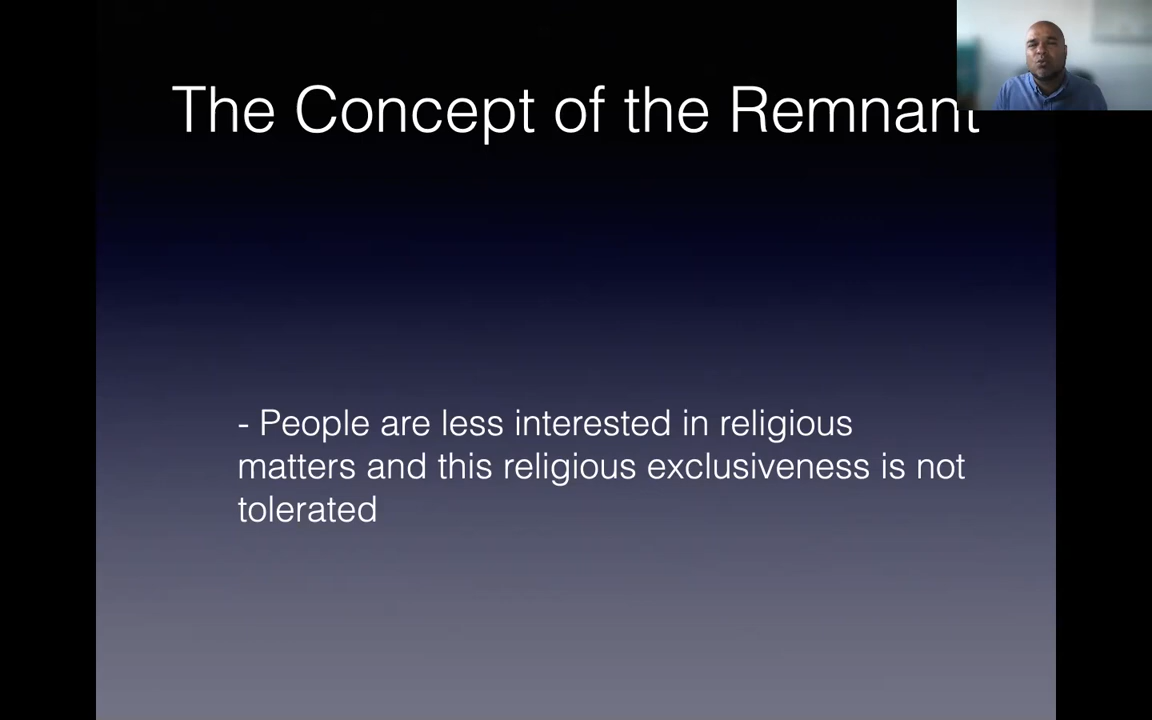 The Concept of the Remnant
- People are less interested in religious
matters and this religious exclusiveness is not
tolerated